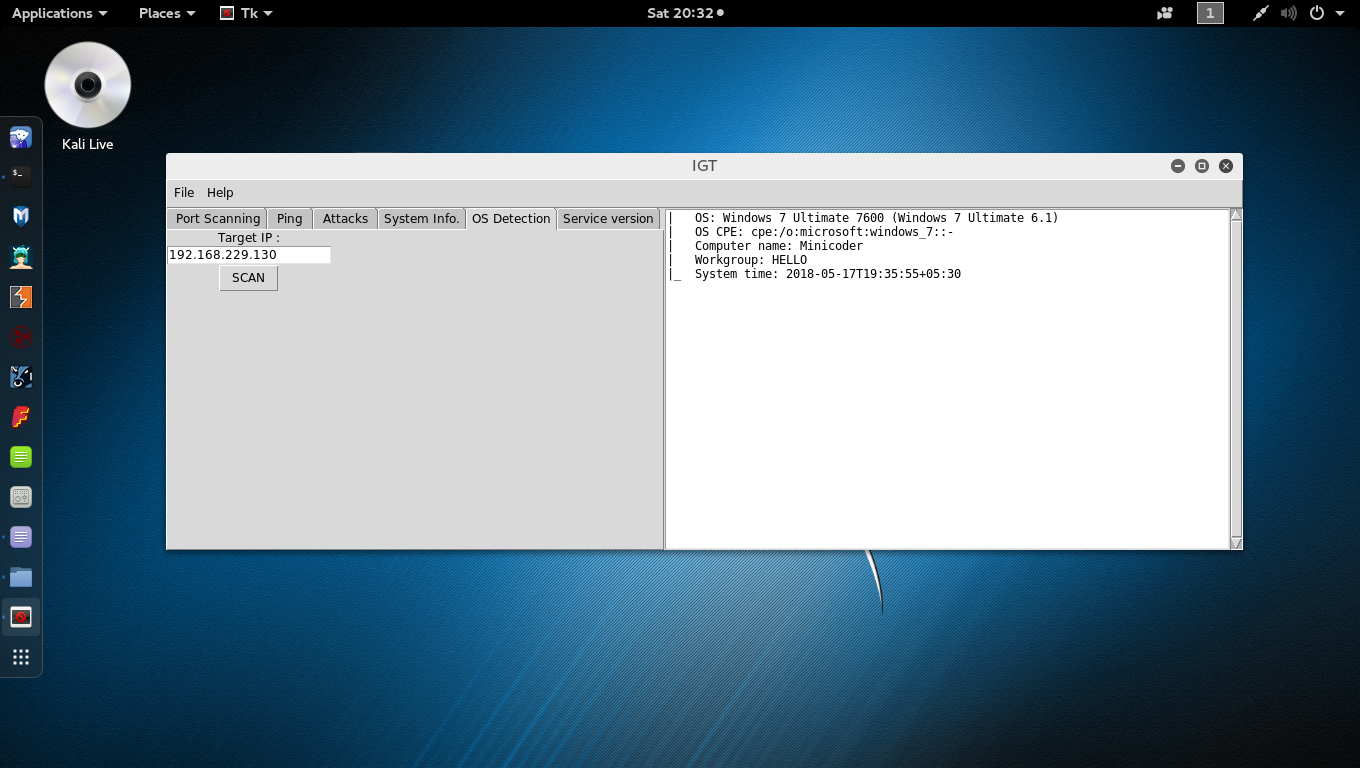 Applications Places Tk Sat 20:32 1
Kali Live
IGT
File Help
Port Scanning Ping Attacks System Info. OS Detection Service version
Target IP :
192.168.229.130
SCAN
| OS: Windows 7 Ultimate 7600 (Windows 7 Ultimate 6.1)
| OS CPE: cpe:/o:microsoft:windows_7::-
| Computer name: Minicoder
| Workgroup: HELLO
|_ System time: 2018-05-17T19:35:55+05:30